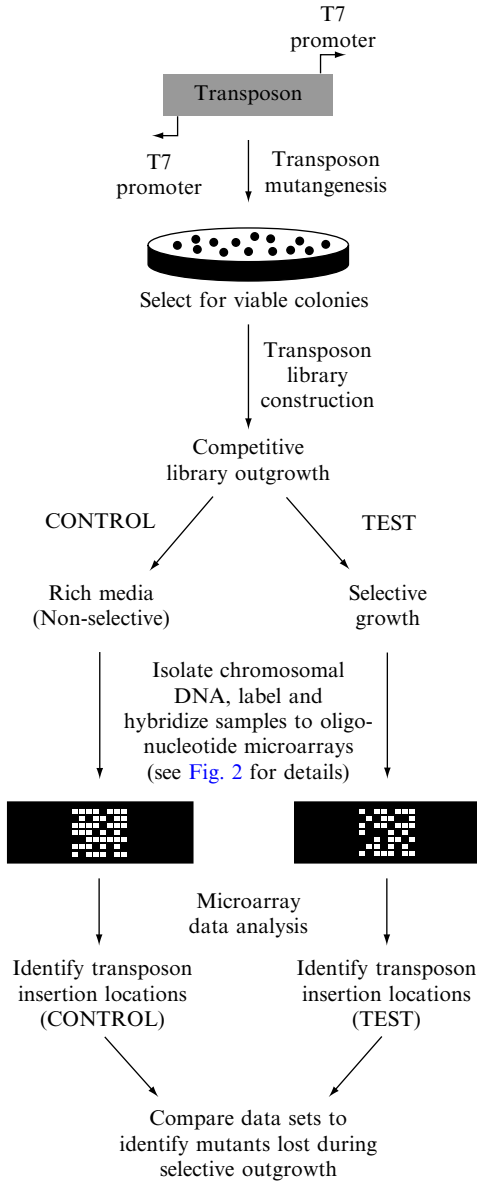 T7
promoter
Transposon
T7
promoter
Transposon
mutangenesis
Select for viable colonies
Transposon
library
construction
Competitive
library outgrowth
CONTROL
TEST
Rich media
(Non-selective)
Selective
growth
Isolate chromosomal
DNA, label and
hybridize samples to oligo-
nucleotide microarrays
(see Fig. 2 for details)
Microarray
data analysis
Identify transposon
insertion locations
(CONTROL)
Identify transposon
insertion locations
(TEST)
Compare data sets to
identify mutants lost during
selective outgrowth